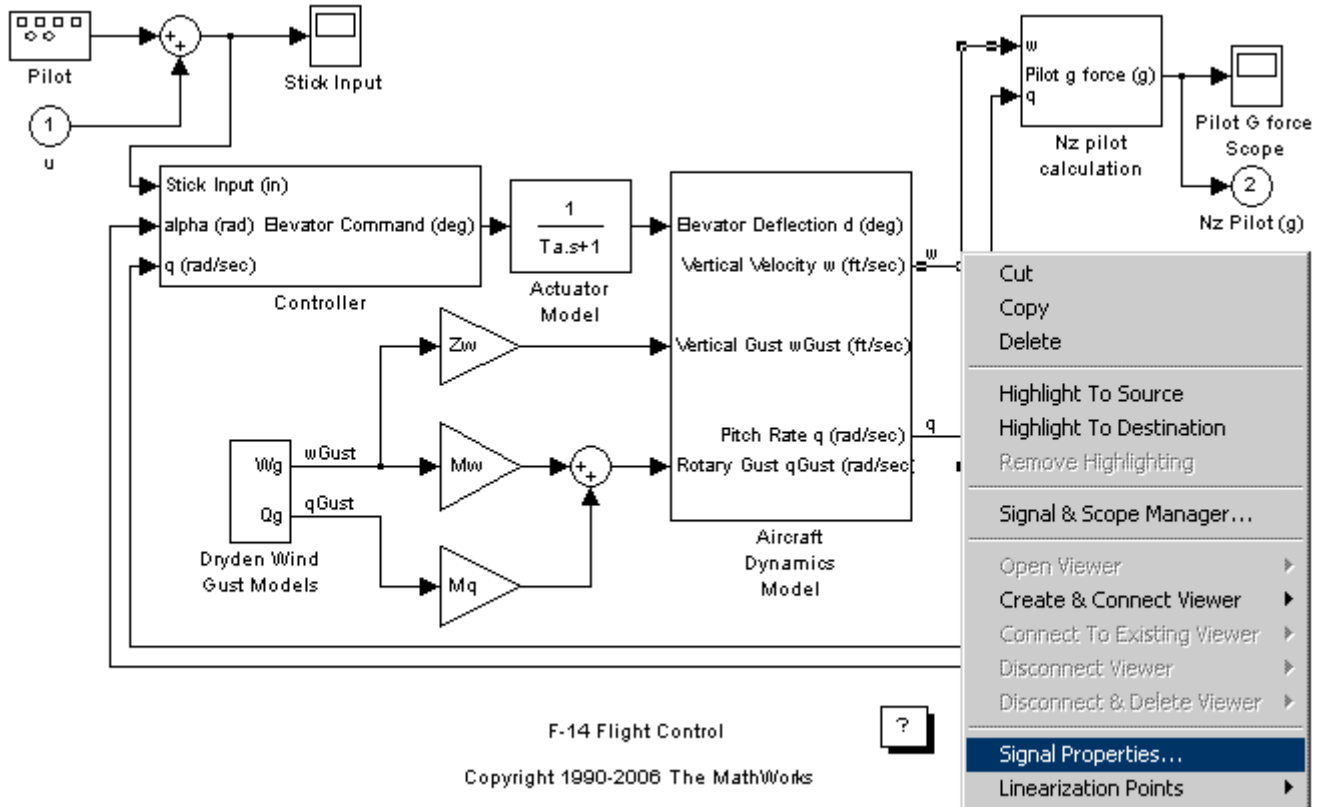 Pilot
Stick Input
1
u
w
Pilot g force (g)
q
Nz pilot
calculation
Pilot G force
Scope
2
Nz Pilot (g)
Stick Input (in)
alpha (rad) Elevator Command (deg)
q (rad/sec)
Controller
1
Ta.s+1
Actuator
Model
Elevator Deflection d (deg)
Vertical Velocity w (ft/sec)
Vertical Gust wGust (ft/sec)
Pitch Rate q (rad/sec)
Rotary Gust qGust (rad/sec
Aircraft
Dynamics
Model
w
q
Zw
Mw
Mq
Wg
Qg
wGust
qGust
Dryden Wind
Gust Models
F-14 Flight Control
?
Copyright 1990-2006 The MathWorks
Cut
Copy
Delete
Highlight To Source
Highlight To Destination
Remove Highlighting
Signal & Scope Manager...
Open Viewer
Create & Connect Viewer
Connect To Existing Viewer
Disconnect Viewer
Disconnect & Delete Viewer
Signal Properties...
Linearization Points